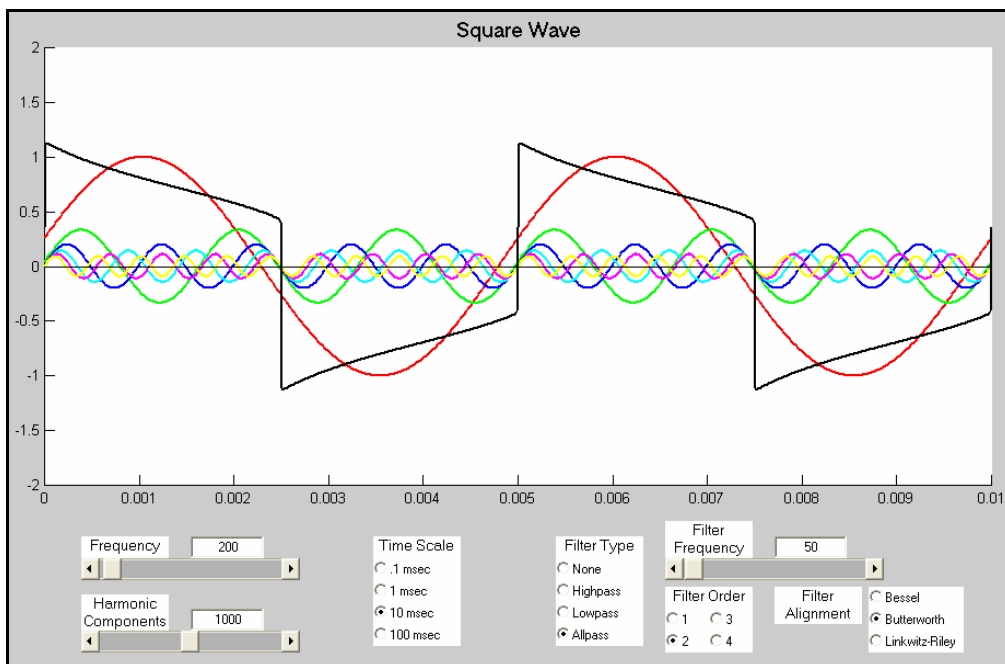 Square Wave
2
1.5
1
0.5
0
-0.5
-1
-1.5
-2
0 0.001 0.002 0.003 0.004 0.005 0.006 0.007 0.008 0.009 0.01
Frequency
200
Harmonic
Components
1000
Time Scale
.1 msec
1 msec
10 msec
100 msec
Filter Type
None
Highpass
Lowpass
Allpass
Filter
Frequency
50
Filter Order
1 3
2 4
Filter
Alignment
Bessel
Butterworth
Linkwitz-Riley